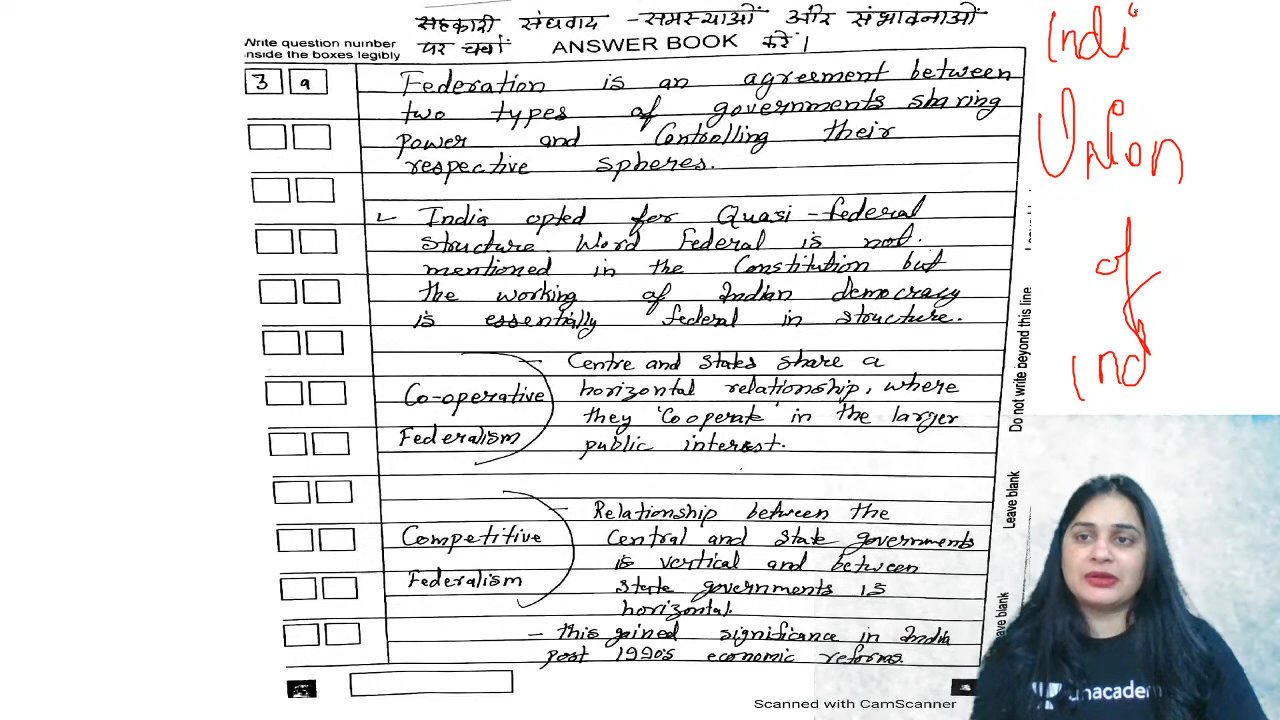 सहकारी संघवाद - समस्याओं और संभावनाओं
पर चर्चा करें।
Write question number
nside the boxes legibly
ANSWER BOOK
3 a
Federation is an agreement between
two types of governments sharing
power and Controlling their
respective spheres.
India opted for Quasi-federal
structure. Word Federal is not
mentioned in the Constitution but
the working of Indian democracy
is essentially federal in structure.
Co-operative
Federalism
- Centre and States share a
horizontal relationship, where
they 'Co operate' in the larger
public interest.
Competitive
Federalism
- Relationship between the
Central and State governments
is vertical and between
state governments is
horizontal.
- this gained significance in India
post 1990's economic reforms.
Do not write beyond this line
Leave blank
ave blank
Scanned with CamScanner
Indi
Union
of
Ind
unacadem